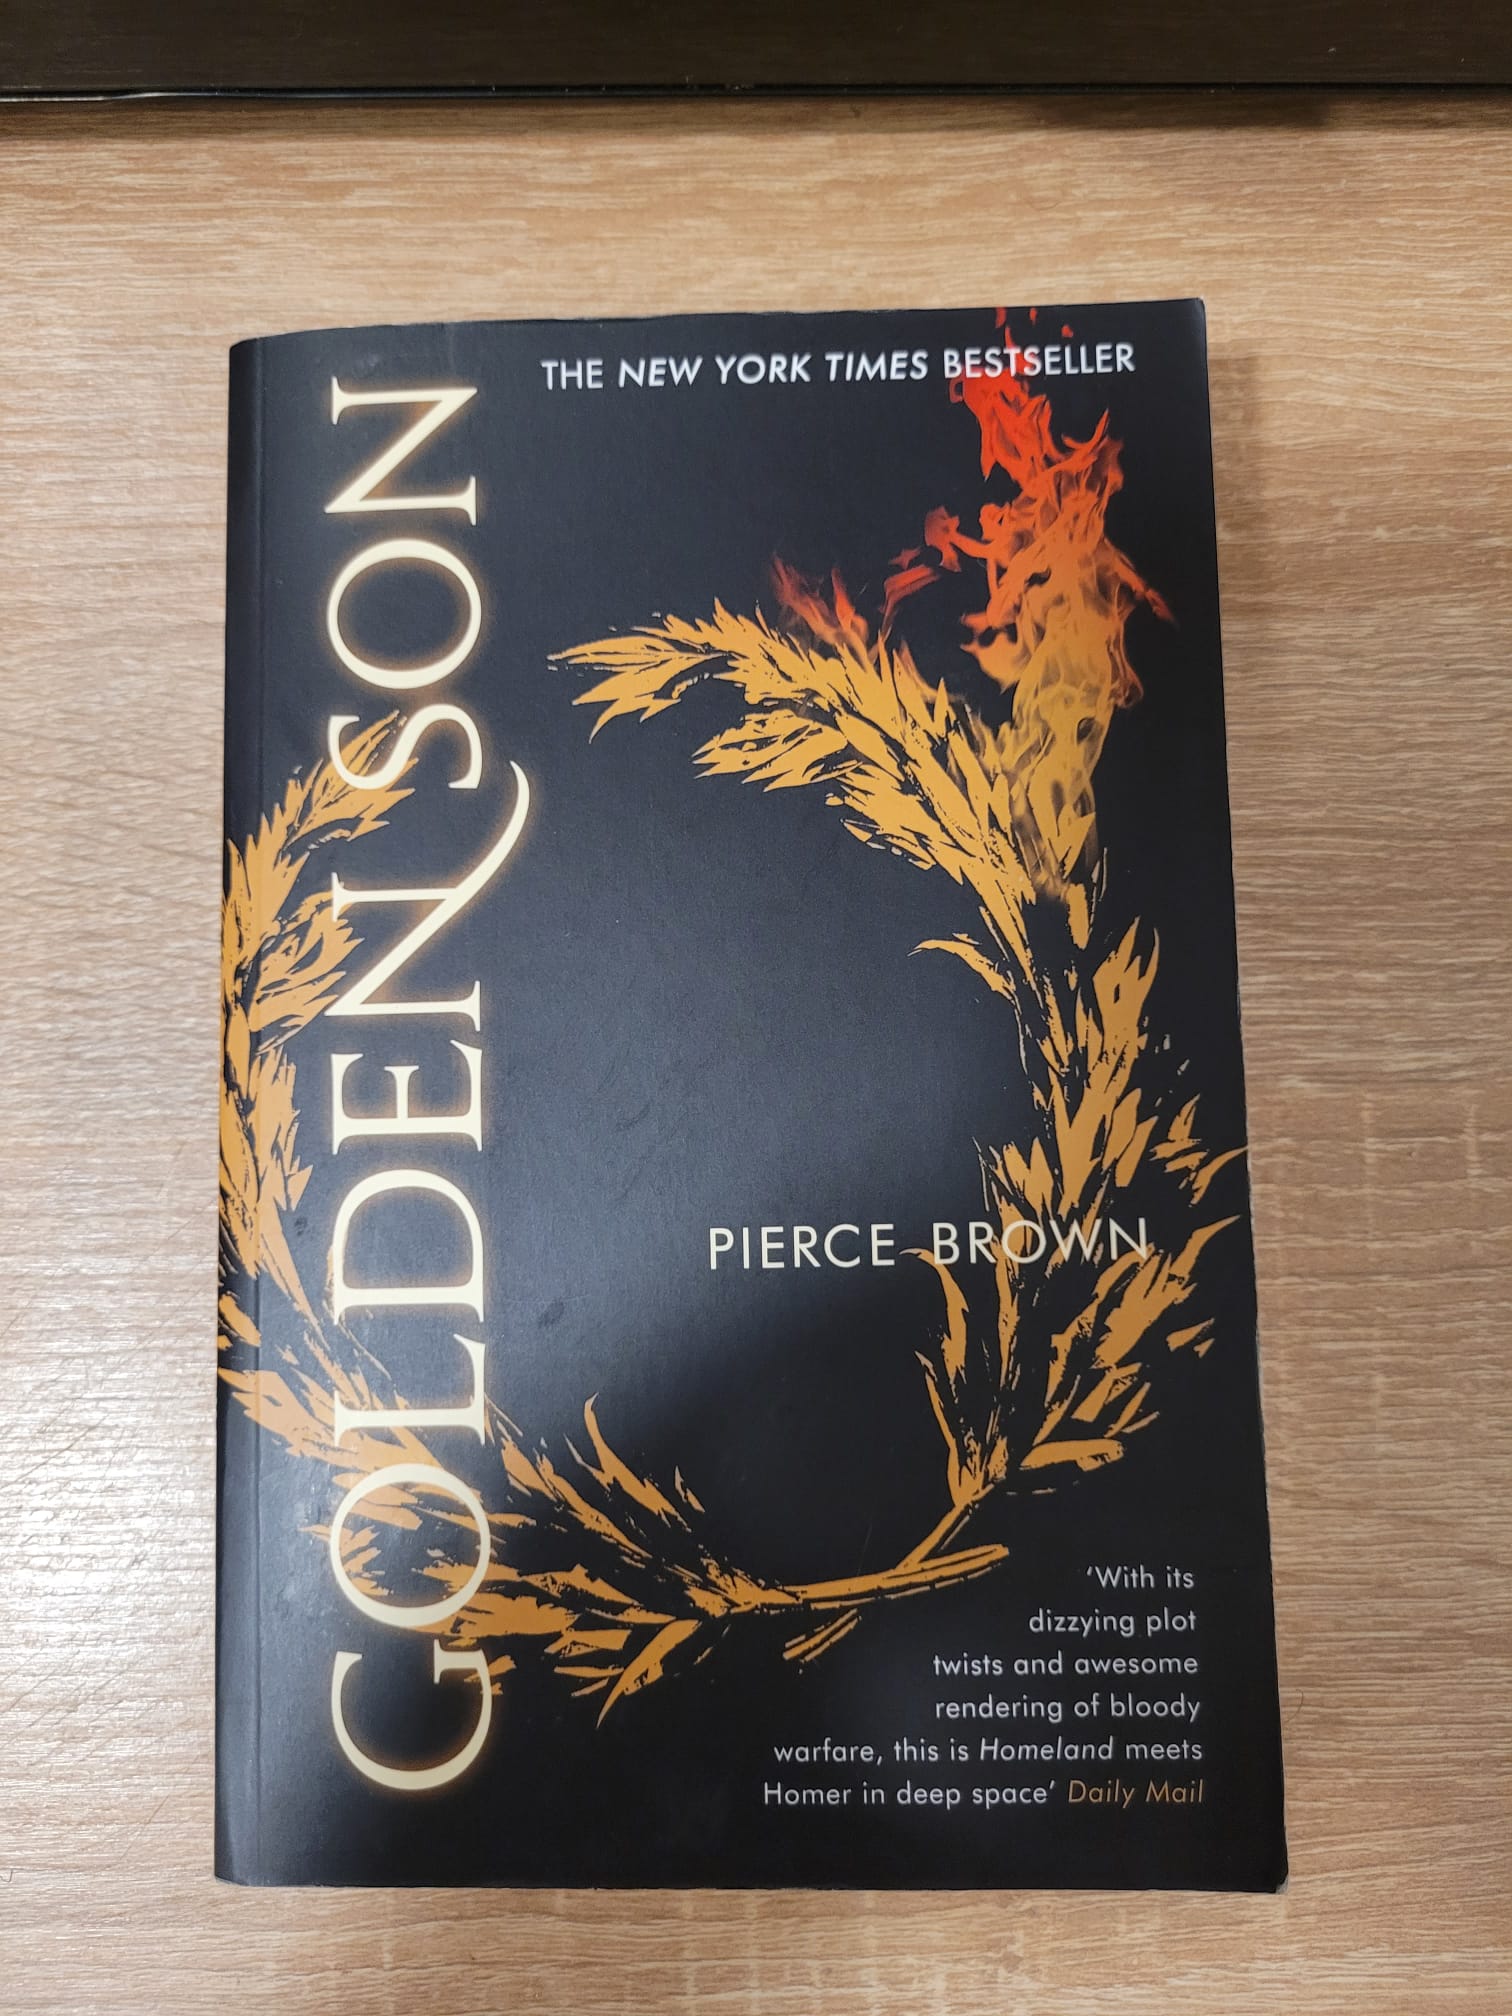 THE NEW YORK TIMES BESTSELLER
GOLDEN SON
PIERCE BROWN
‘With its
dizzying plot
twists and awesome
rendering of bloody
warfare, this is Homeland meets
Homer in deep space’ Daily Mail